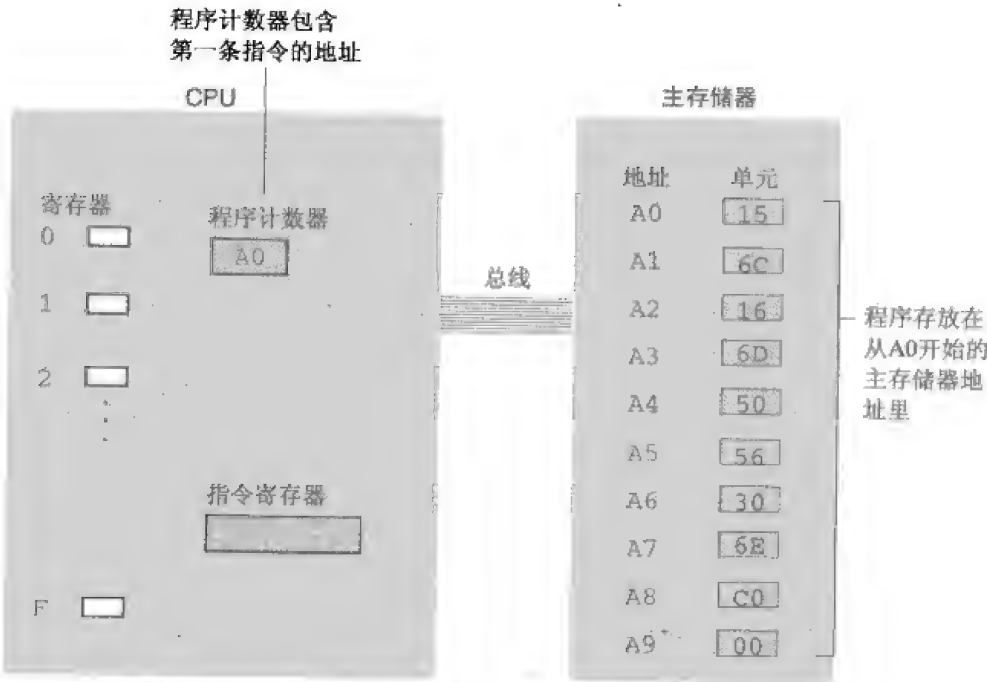 程序计数器包含
第一条指令的地址
CPU
主存储器
寄存器
程序计数器
A0
0
1
2
F
指令寄存器
总线
地址 单元
A0 15
A1 6C
A2 16
A3 6D
A4 50
A5 56
A6 30
A7 6E
A8 C0
A9 00
程序存放在
从A0开始的
主存储器地
址里